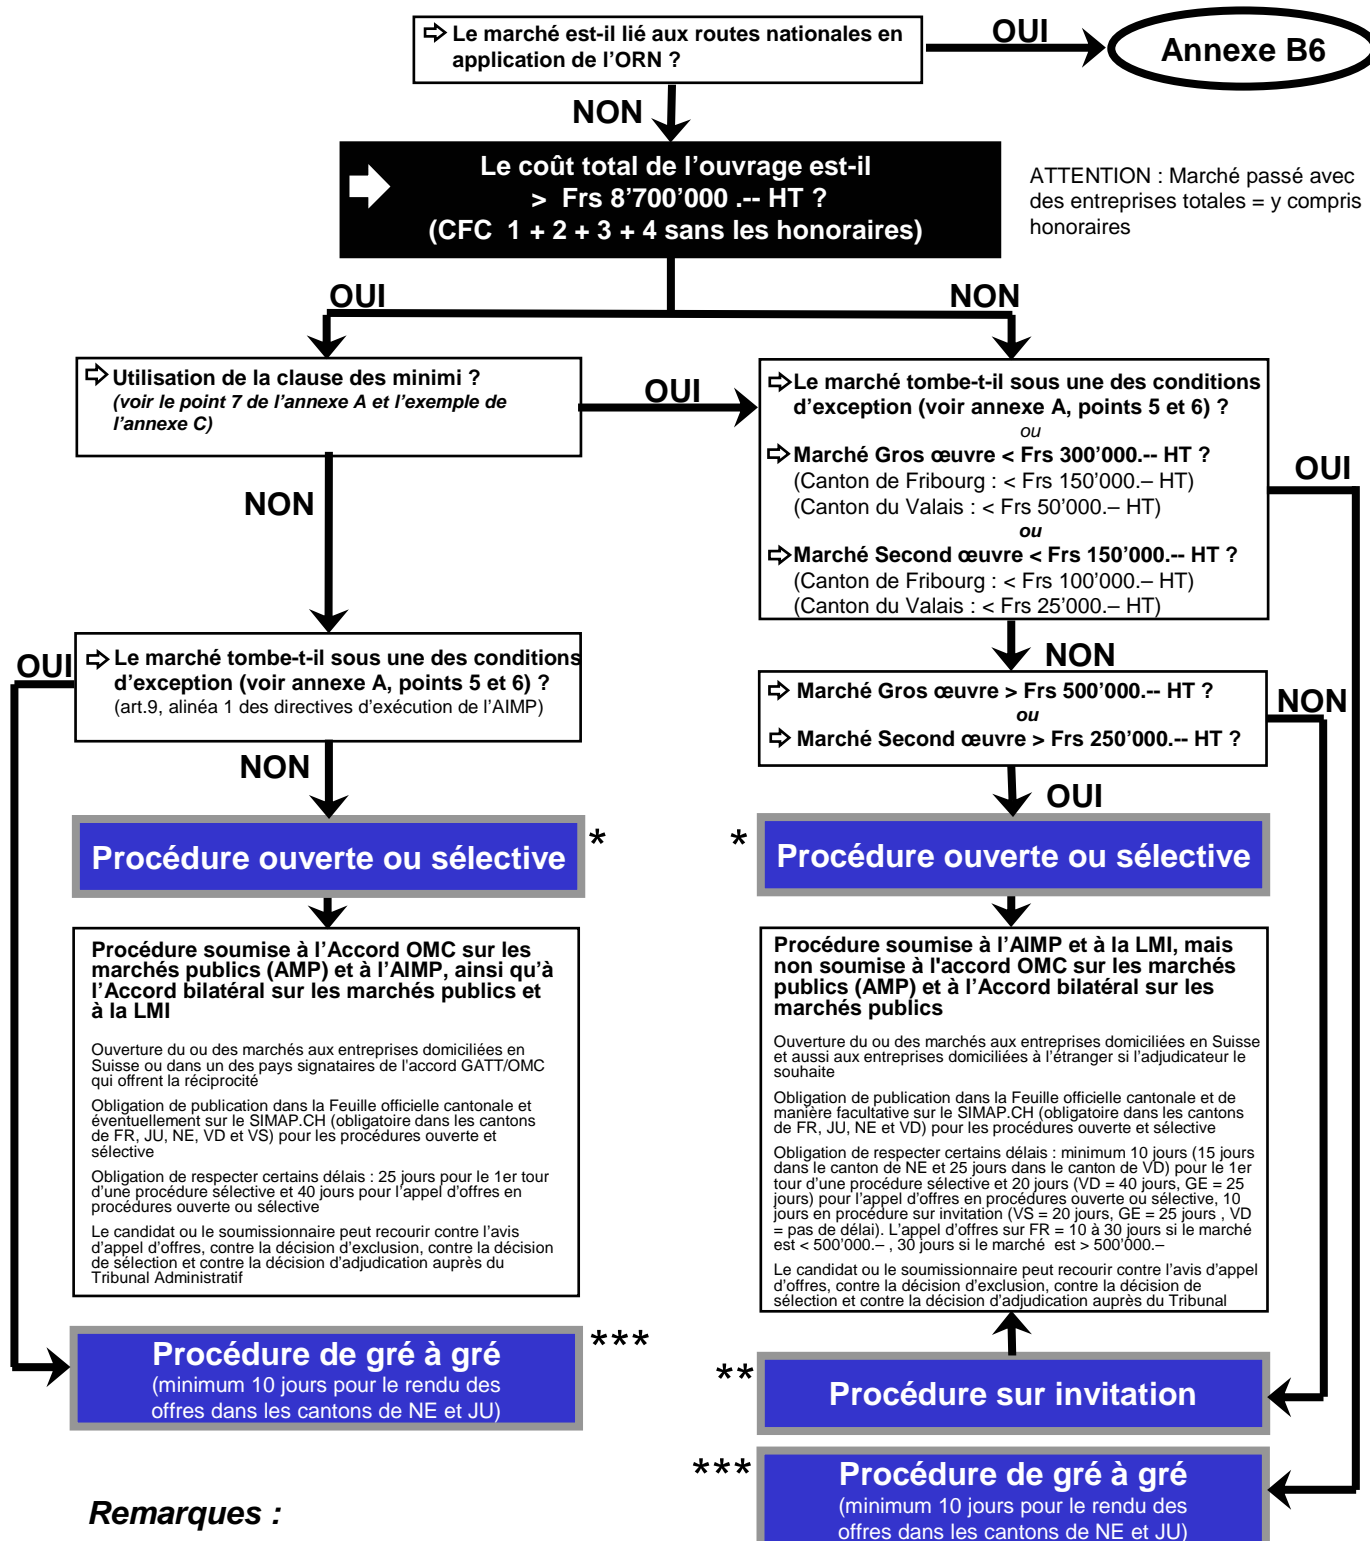 ⇨ Le marché est-il lié aux routes nationales en
application de l’ORN ?
OUI
Annexe B6
NON
Le coût total de l’ouvrage est-il
> Frs 8’700’000 .-- HT ?
(CFC 1 + 2 + 3 + 4 sans les honoraires)
ATTENTION : Marché passé avec
des entreprises totales = y compris
honoraires
OUI
NON
⇨ Utilisation de la clause des minimi ?
(voir le point 7 de l’annexe A et l’exemple de
l’annexe C)
OUI
⇨ Le marché tombe-t-il sous une des conditions
d’exception (voir annexe A, points 5 et 6) ?
ou
⇨ Marché Gros œuvre < Frs 300’000.-- HT ?
(Canton de Fribourg : < Frs 150’000.– HT)
(Canton du Valais : < Frs 50’000.– HT)
ou
⇨ Marché Second œuvre < Frs 150’000.-- HT ?
(Canton de Fribourg : < Frs 100’000.– HT)
(Canton du Valais : < Frs 25’000.– HT)
OUI
NON
NON
OUI
⇨ Le marché tombe-t-il sous une des conditions
d’exception (voir annexe A, points 5 et 6) ?
(art.9, alinéa 1 des directives d’exécution de l’AIMP)
⇨ Marché Gros œuvre > Frs 500’000.-- HT ?
ou
⇨ Marché Second œuvre > Frs 250’000.-- HT ?
NON
NON
OUI
Procédure ouverte ou sélective
*
*
Procédure ouverte ou sélective
Procédure soumise à l’Accord OMC sur les
marchés publics (AMP) et à l’AIMP, ainsi qu’à
l’Accord bilatéral sur les marchés publics et
à la LMI
Ouverture du ou des marchés aux entreprises domiciliées en
Suisse ou dans un des pays signataires de l'accord GATT/OMC
qui offrent la réciprocité
Obligation de publication dans la Feuille officielle cantonale et
éventuellement sur le SIMAP.CH (obligatoire dans les cantons
de FR, JU, NE, VD et VS) pour les procédures ouverte et
sélective
Obligation de respecter certains délais : 25 jours pour le 1er tour
d’une procédure sélective et 40 jours pour l’appel d’offres en
procédures ouverte ou sélective
Le candidat ou le soumissionnaire peut recourir contre l’avis
d’appel d’offres, contre la décision d’exclusion, contre la décision
de sélection et contre la décision d’adjudication auprès du
Tribunal Administratif
Procédure soumise à l’AIMP et à la LMI, mais
non soumise à l'accord OMC sur les marchés
publics (AMP) et à l’Accord bilatéral sur les
marchés publics
Ouverture du ou des marchés aux entreprises domiciliées en Suisse
et aussi aux entreprises domiciliées à l’étranger si l’adjudicateur le
souhaite
Obligation de publication dans la Feuille officielle cantonale et de
manière facultative sur le SIMAP.CH (obligatoire dans les cantons
de FR, JU, NE et VD) pour les procédures ouverte et sélective
Obligation de respecter certains délais : minimum 10 jours (15 jours
dans le canton de NE et 25 jours dans le canton de VD) pour le 1er
tour d’une procédure sélective et 20 jours (VD = 40 jours, GE = 25
jours) pour l’appel d’offres en procédures ouverte ou sélective, 10
jours en procédure sur invitation (VS = 20 jours, GE = 25 jours , VD
= pas de délai). L’appel d’offres sur FR = 10 à 30 jours si le marché
est < 500’000.– , 30 jours si le marché est > 500’000.–
Le candidat ou le soumissionnaire peut recourir contre l’avis d’appel
d’offres, contre la décision d’exclusion, contre la décision de
sélection et contre la décision d’adjudication auprès du Tribunal
Procédure de gré à gré
(minimum 10 jours pour le rendu des
offres dans les cantons de NE et JU)
***
**
Procédure sur invitation
***
Procédure de gré à gré
(minimum 10 jours pour le rendu des
offres dans les cantons de NE et JU)
Remarques :